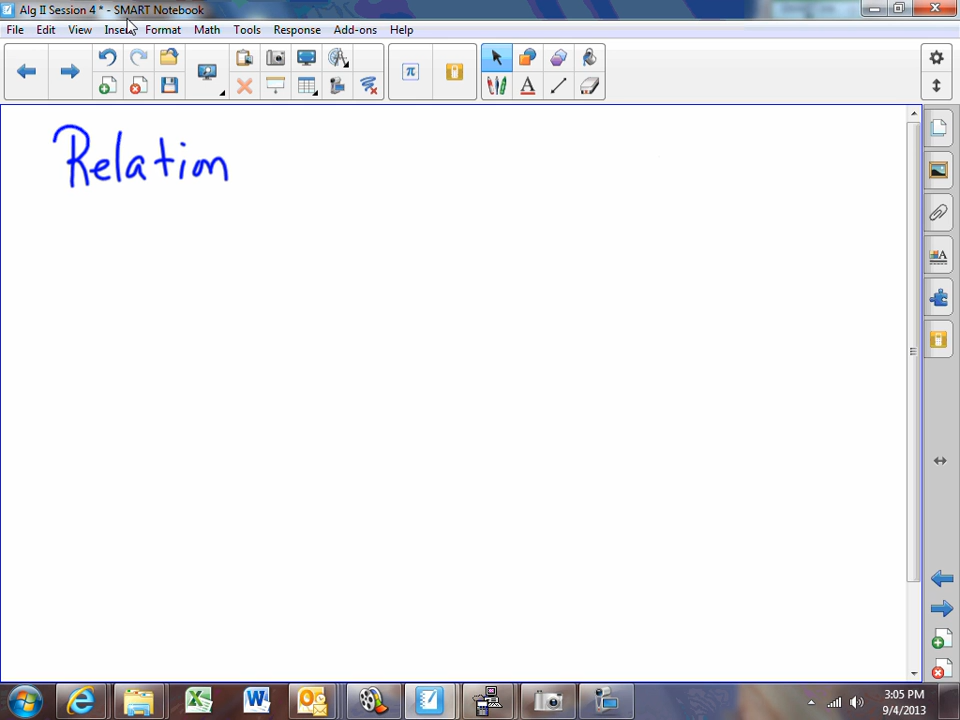 Alg II Session 4 * - SMART Notebook
File Edit View Insert Format Math Tools Response Add-ons Help
π
A
A
Relation
3:05 PM
9/4/2013